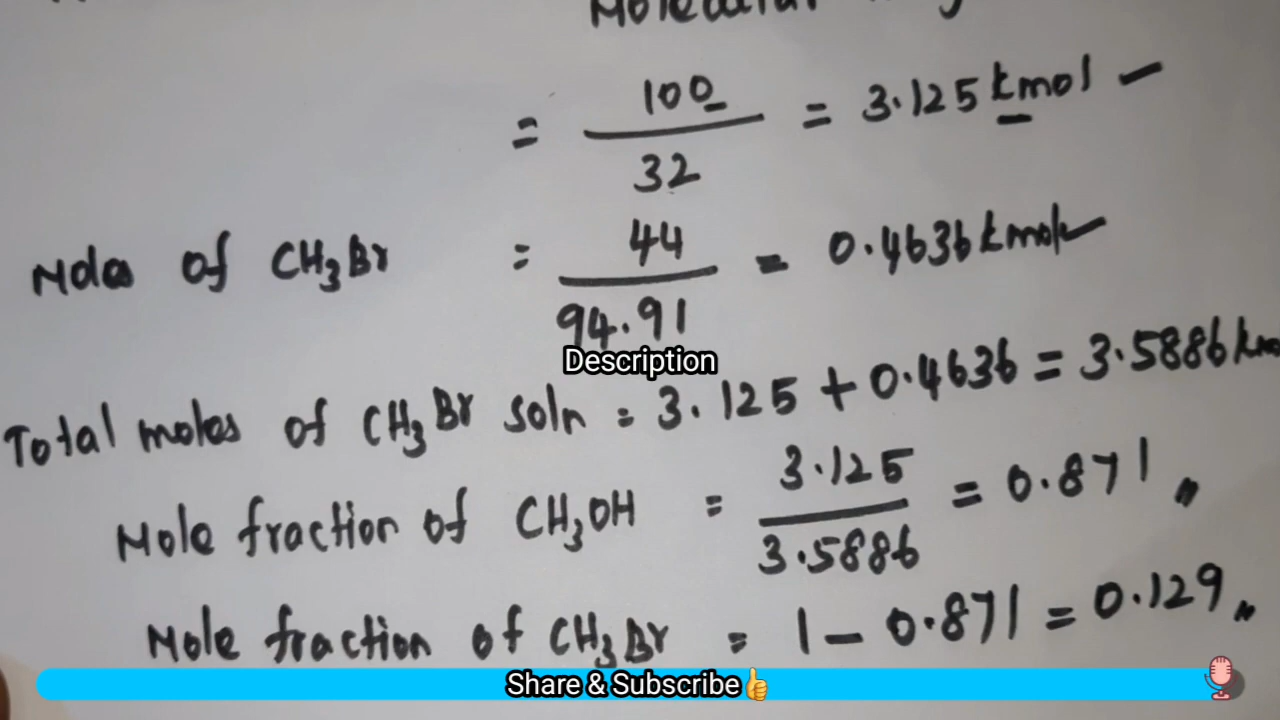 = 100 / 32 = 3.125 kmol
Moles of CH3Br = 44 / 94.91 = 0.4636 kmole
Description
Total moles of CH3Br soln = 3.125 + 0.4636 = 3.5886
Mole fraction of CH3OH = 3.125 / 3.5886 = 0.871
Mole fraction of CH3Br = 1 - 0.871 = 0.129
Share & Subscribe👍